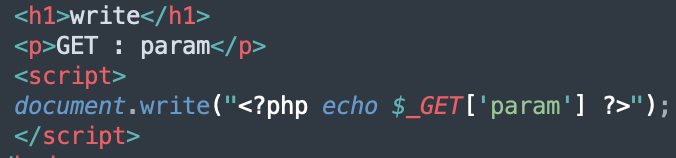 <h1>write</h1>
<p>GET : param</p>
<script>
document.write("<?php echo $_GET['param'] ?>");
</script>